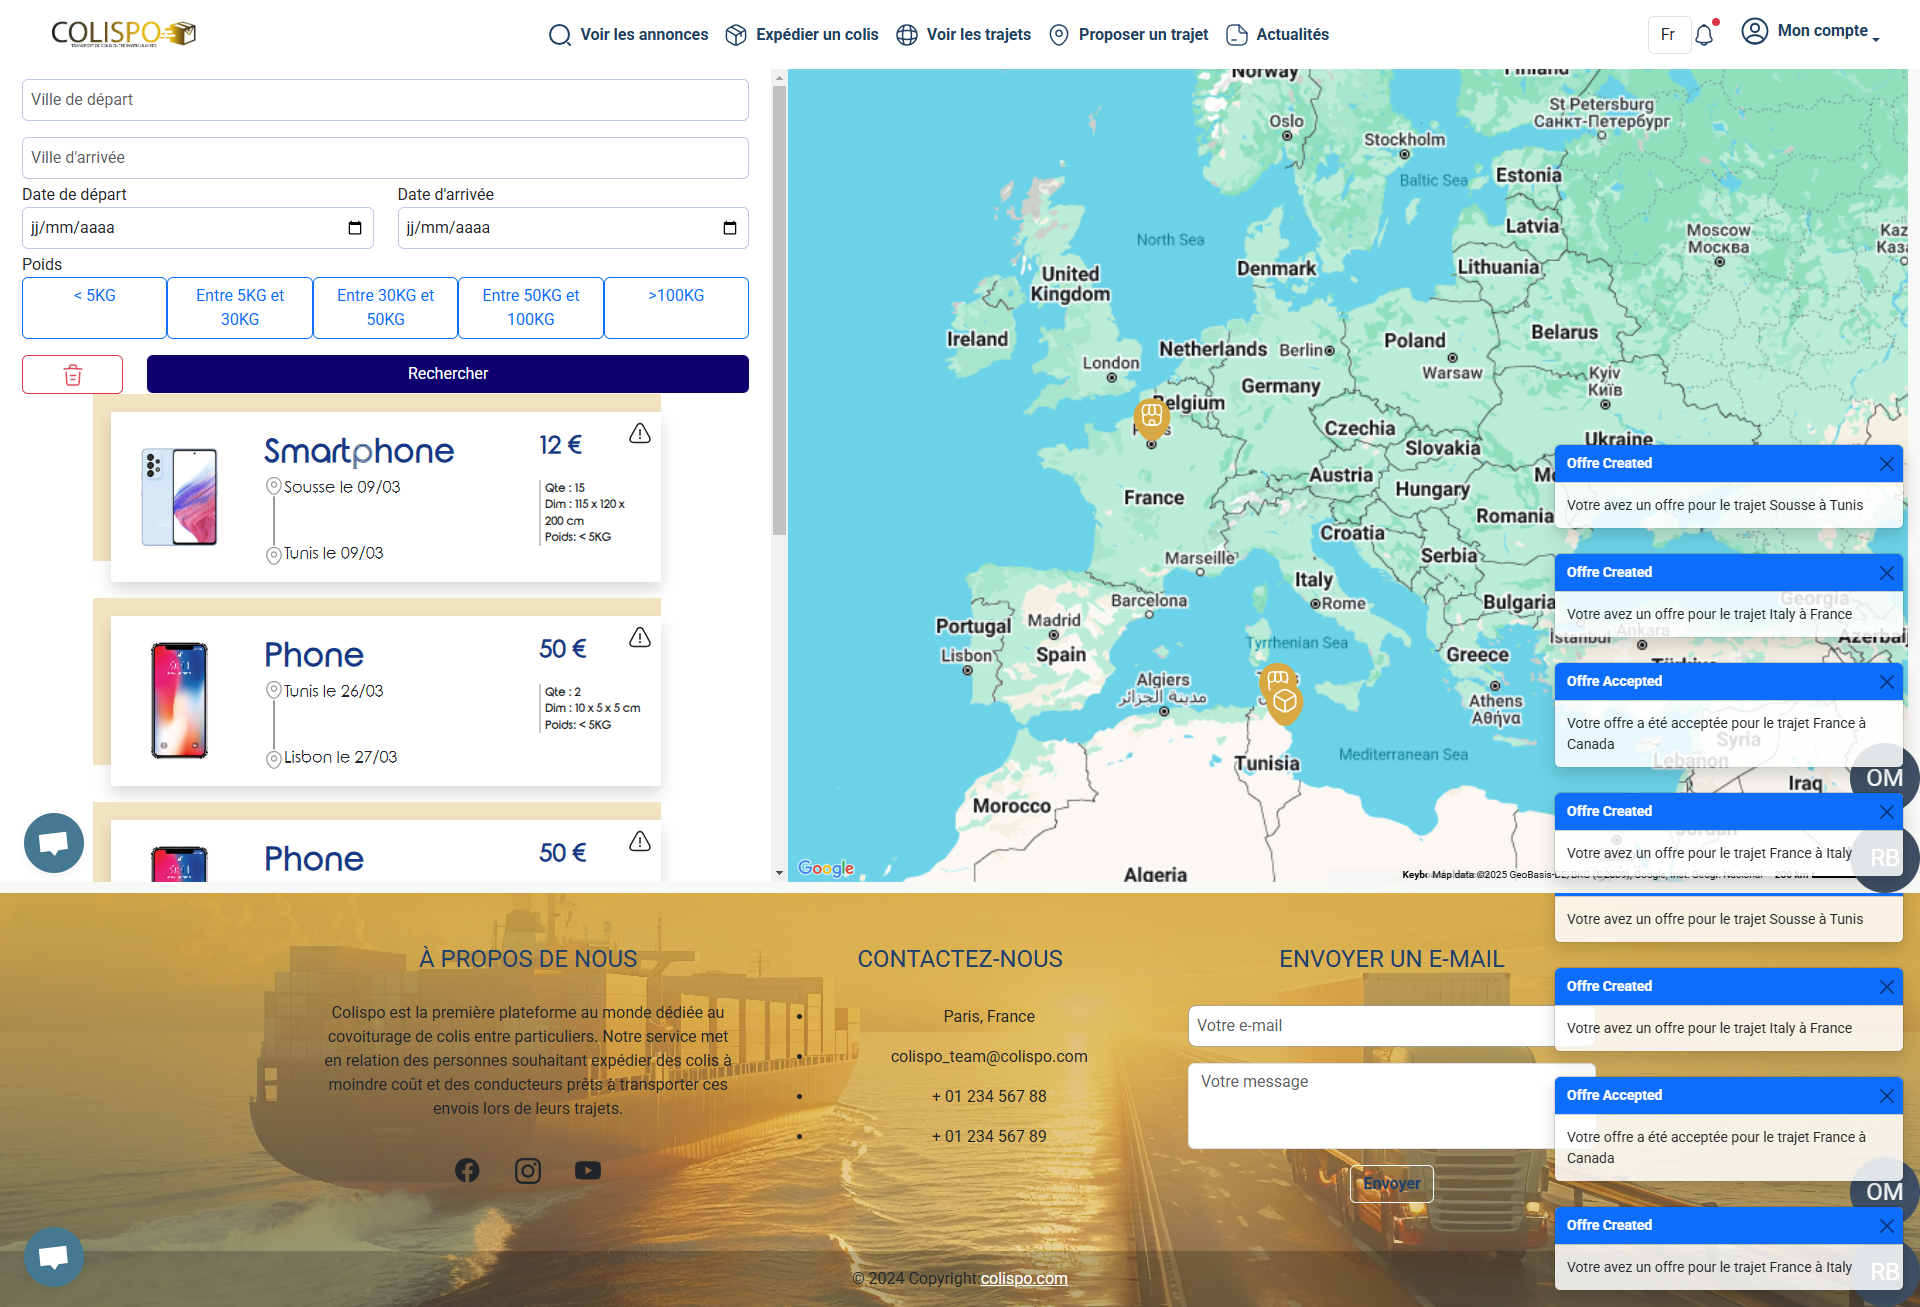 COLISPO
TRANSPORT DE COLIS ENTRE PARTICULIERS
Voir les annonces
Expédier un colis
Voir les trajets
Proposer un trajet
Actualités
Fr
Mon compte
Ville de départ
Ville d'arrivée
Date de départ
Date d'arrivée
jj/mm/aaaa
jj/mm/aaaa
Poids
< 5KG
Entre 5KG et
30KG
Entre 30KG et
50KG
Entre 50KG et
100KG
>100KG
Rechercher
Smartphone
12 €
Sousse le 09/03
Tunis le 09/03
Qte : 15
Dim : 115 x 120 x
200 cm
Poids: < 5KG
Phone
50 €
Tunis le 26/03
Lisbon le 27/03
Qte : 2
Dim : 10 x 5 x 5 cm
Poids: < 5KG
Phone
50 €
Norway
Finland
St Petersburg
Санкт-Петербург
Oslo
Stockholm
Baltic Sea
Estonia
Latvia
Moscow
Москва
North Sea
Denmark
Lithuania
United
Kingdom
Ireland
Belarus
Netherlands
Berlin
Poland
Warsaw
London
Germany
Kyiv
Київ
Belgium
Czechia
Slovakia
Ukraine
Austria
Hungary
France
Romania
Croatia
Serbia
Marseille
Italy
Rome
Barcelona
Bulgaria
Georgia
Portugal
Madrid
Spain
Lisbon
Tyrrhenian Sea
Istanbul
Ankara
Greece
Türkiye
Athens
Αθήνα
Algiers
مدينة الجزائر
Syria
Lebanon
Iraq
Mediterranean Sea
Tunisia
Morocco
Jordan
Algeria
Google
Map data ©2025 GeoBasis-DE/BKG (©2009), Google, Inst. Geogr. Nacional
200 km
Offre Created
Votre avez un offre pour le trajet Sousse à Tunis
Offre Created
Votre avez un offre pour le trajet Italy à France
Offre Accepted
Votre offre a été acceptée pour le trajet France à
Canada
OM
Offre Created
Votre avez un offre pour le trajet France à Italy
RB
Votre avez un offre pour le trajet Sousse à Tunis
Offre Created
Votre avez un offre pour le trajet Italy à France
Offre Accepted
Votre offre a été acceptée pour le trajet France à
Canada
OM
Offre Created
Votre avez un offre pour le trajet France à Italy
RB
À PROPOS DE NOUS
Colispo est la première plateforme au monde dédiée au
covoiturage de colis entre particuliers. Notre service met
en relation des personnes souhaitant expédier des colis à
moindre coût et des conducteurs prêts à transporter ces
envois lors de leurs trajets.
CONTACTEZ-NOUS
Paris, France
colispo_team@colispo.com
+ 01 234 567 88
+ 01 234 567 89
ENVOYER UN E-MAIL
Votre e-mail
Votre message
Envoyer
© 2024 Copyright:colispo.com